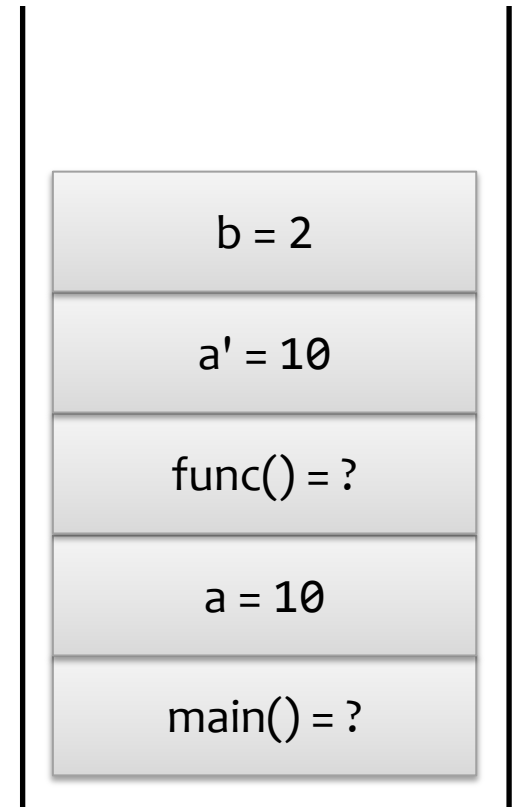 b = 2
a' = 10
func() = ?
a = 10
main() = ?